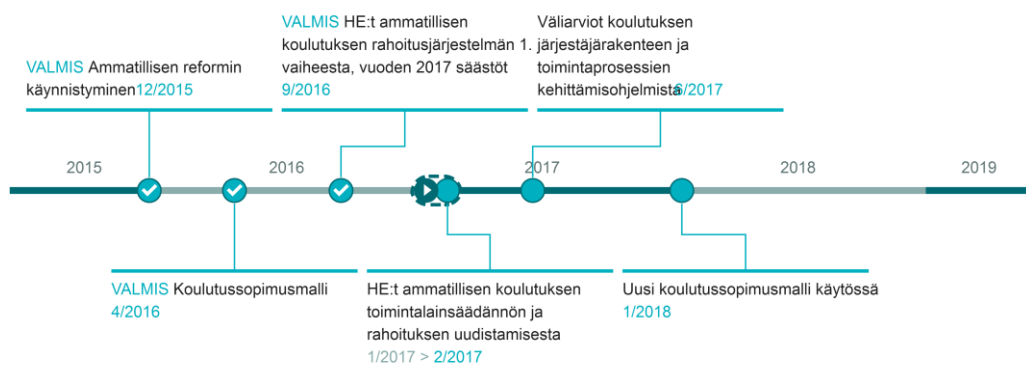 VALMIS Ammatillisen reformin
käynnistyminen 12/2015
VALMIS HE:t ammatillisen
koulutuksen rahoitusjärjestelmän 1.
vaiheesta, vuoden 2017 säästöt
9/2016
Väliarviot koulutuksen
järjestäjärakenteen ja
toimintaprosessien
kehittämisohjelmista 6/2017
2015
2016
2017
2018
2019
VALMIS Koulutussopimusmalli
4/2016
HE:t ammatillisen koulutuksen
toimintalainsäädännön ja
rahoituksen uudistamisesta
1/2017 > 2/2017
Uusi koulutussopimusmalli käytössä
1/2018